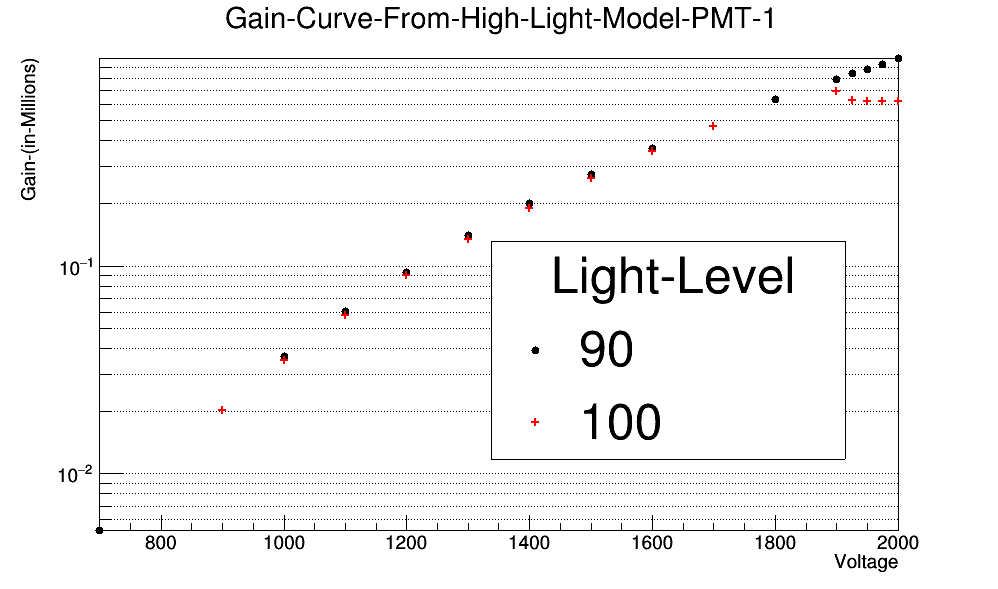 Gain-Curve-From-High-Light-Model-PMT-1
Gain-(in-Millions)
10⁻¹
10⁻²
Light-Level
90
100
800 1000 1200 1400 1600 1800 2000
Voltage